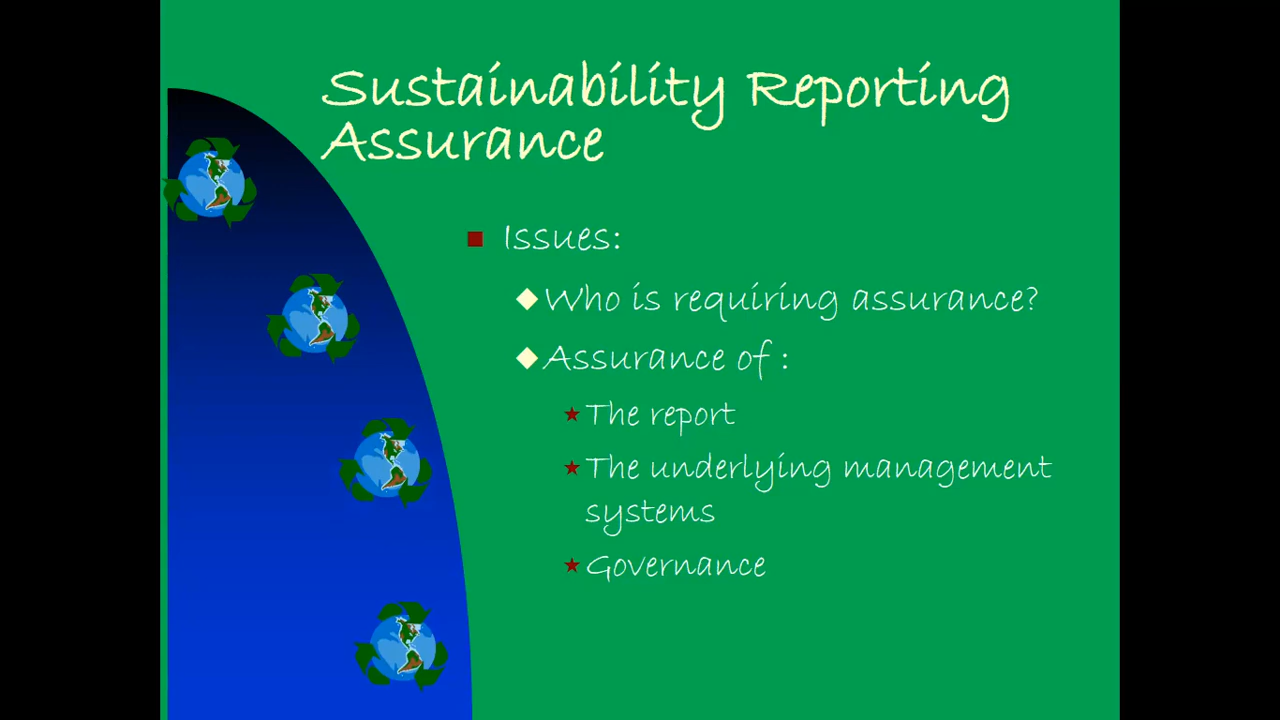 Sustainability Reporting
Assurance
Issues:
Who is requiring assurance?
Assurance of :
The report
The underlying management
systems
Governance